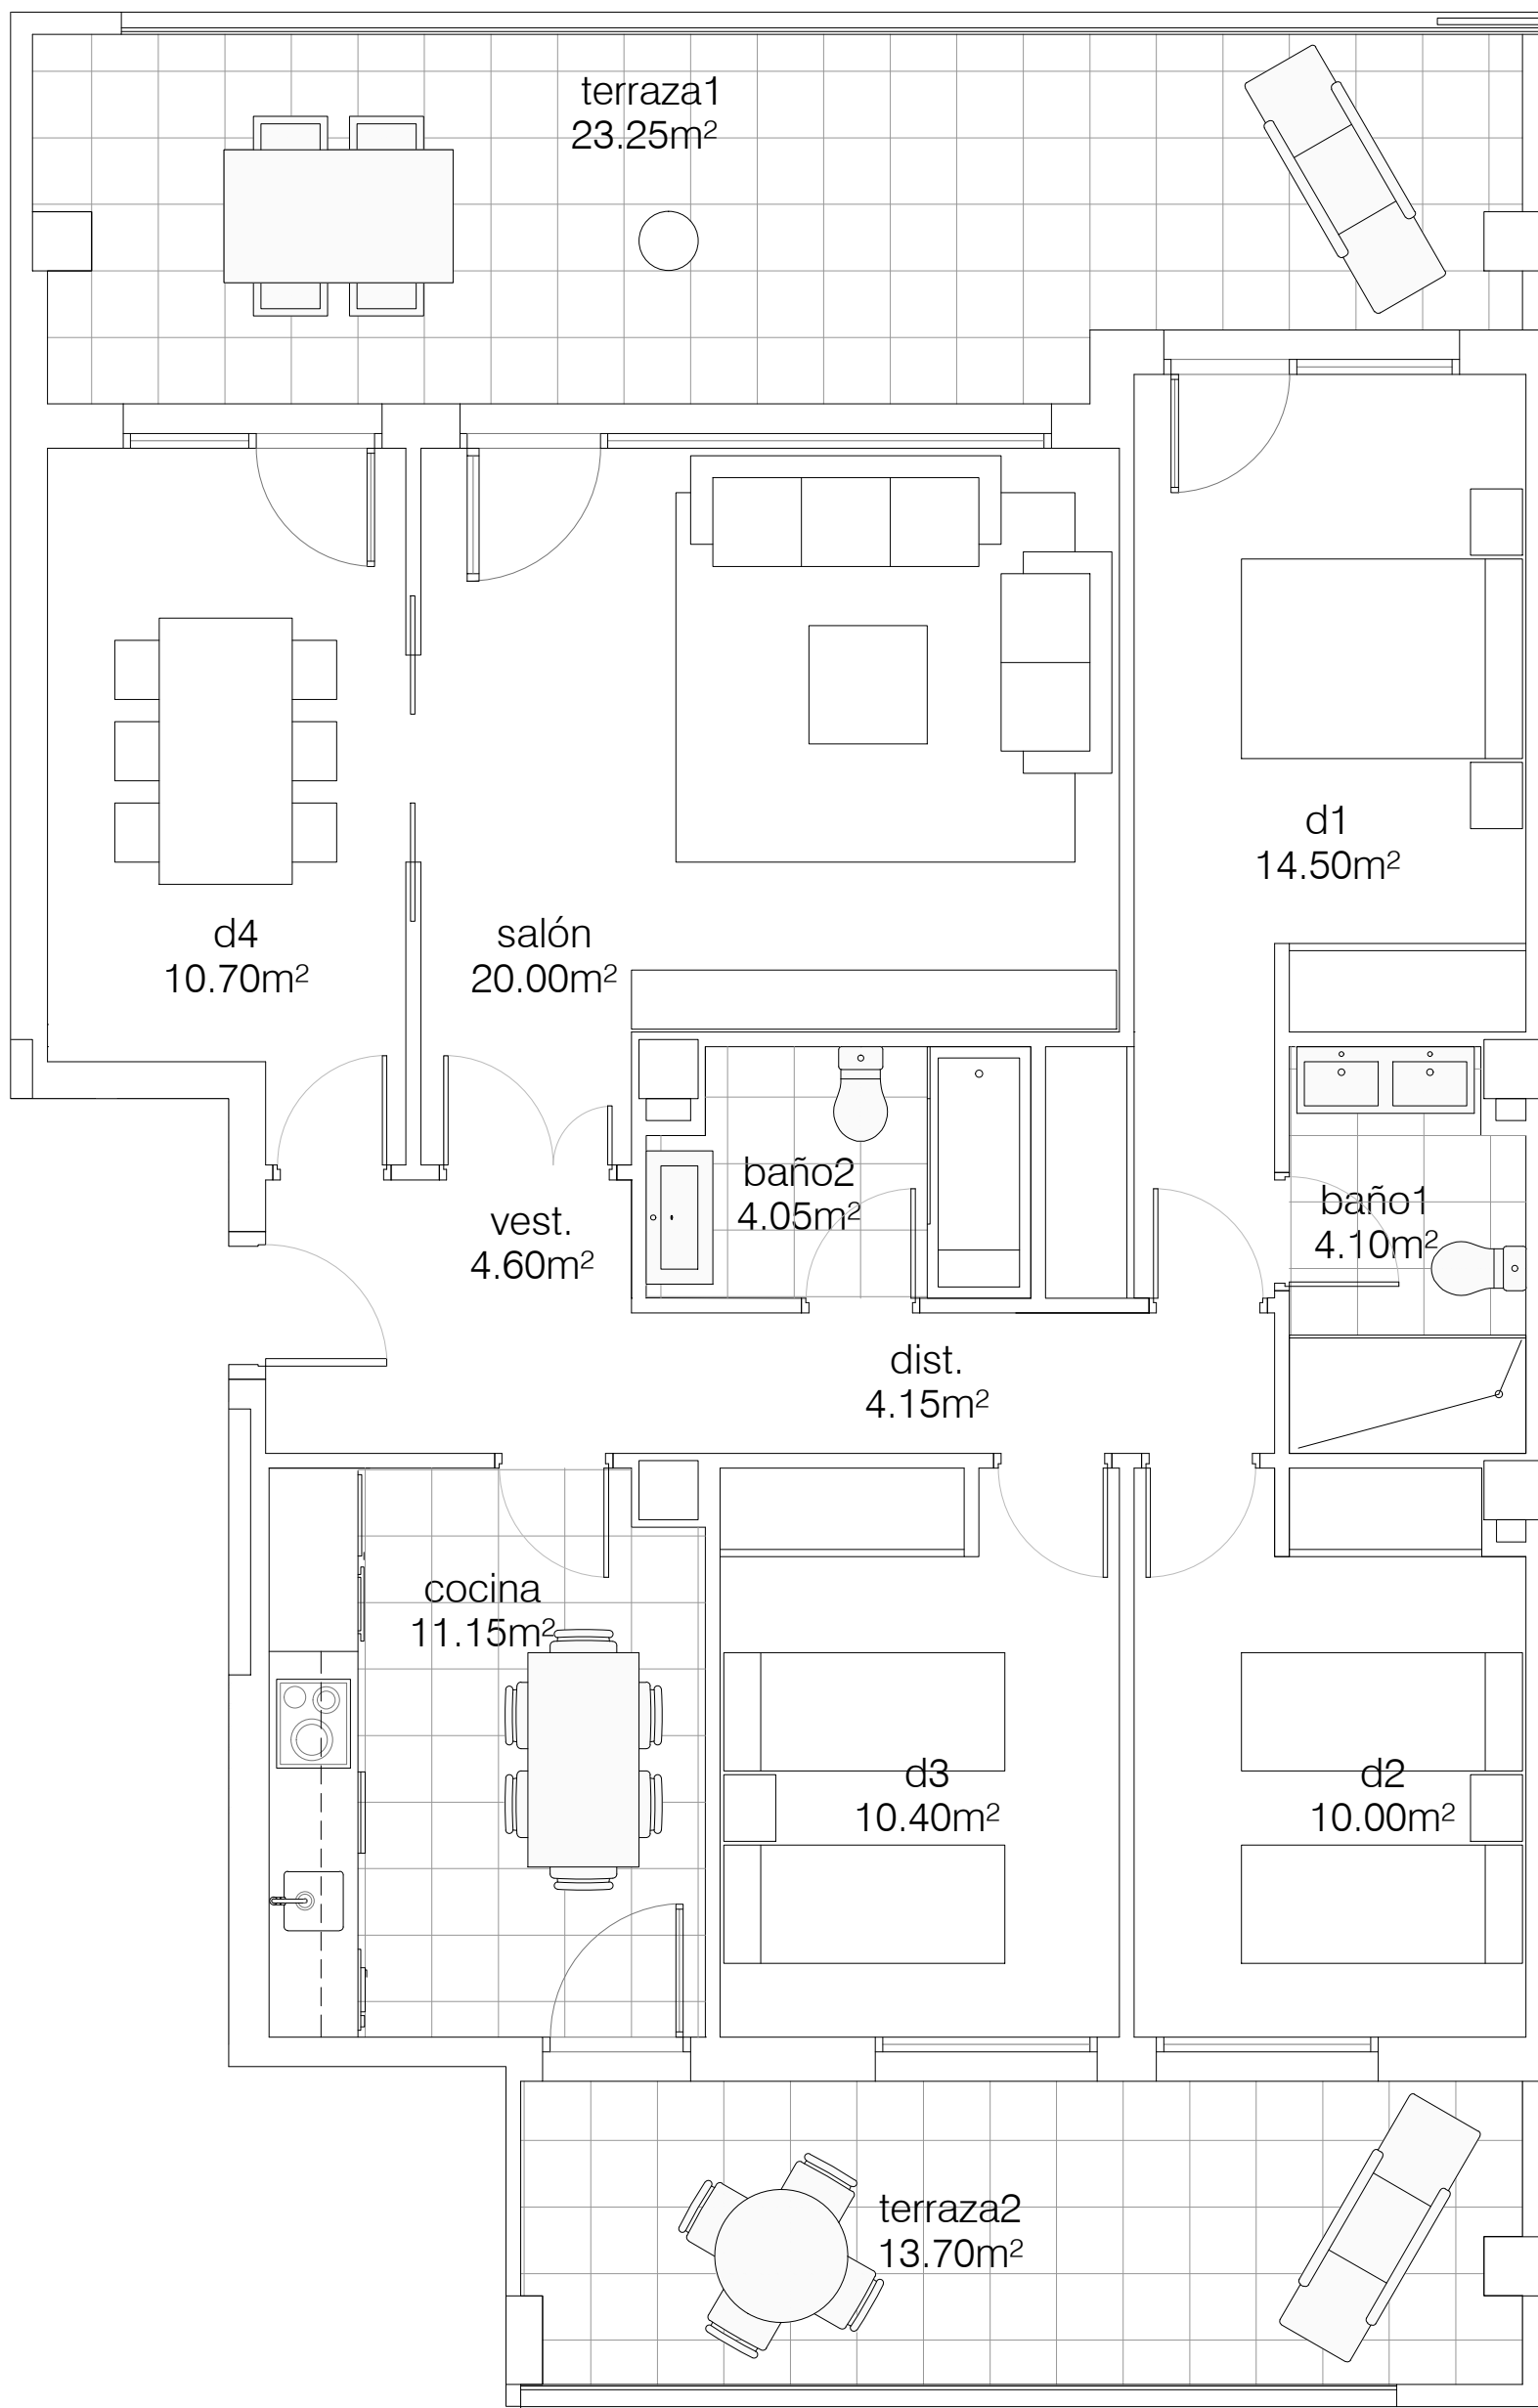 terraza1
23.25m²
d1
14.50m²
d4
10.70m²
salón
20.00m²
baño2
4.05m²
baño1
4.10m²
vest.
4.60m²
dist.
4.15m²
cocina
11.15m²
d3
10.40m²
d2
10.00m²
terraza2
13.70m²